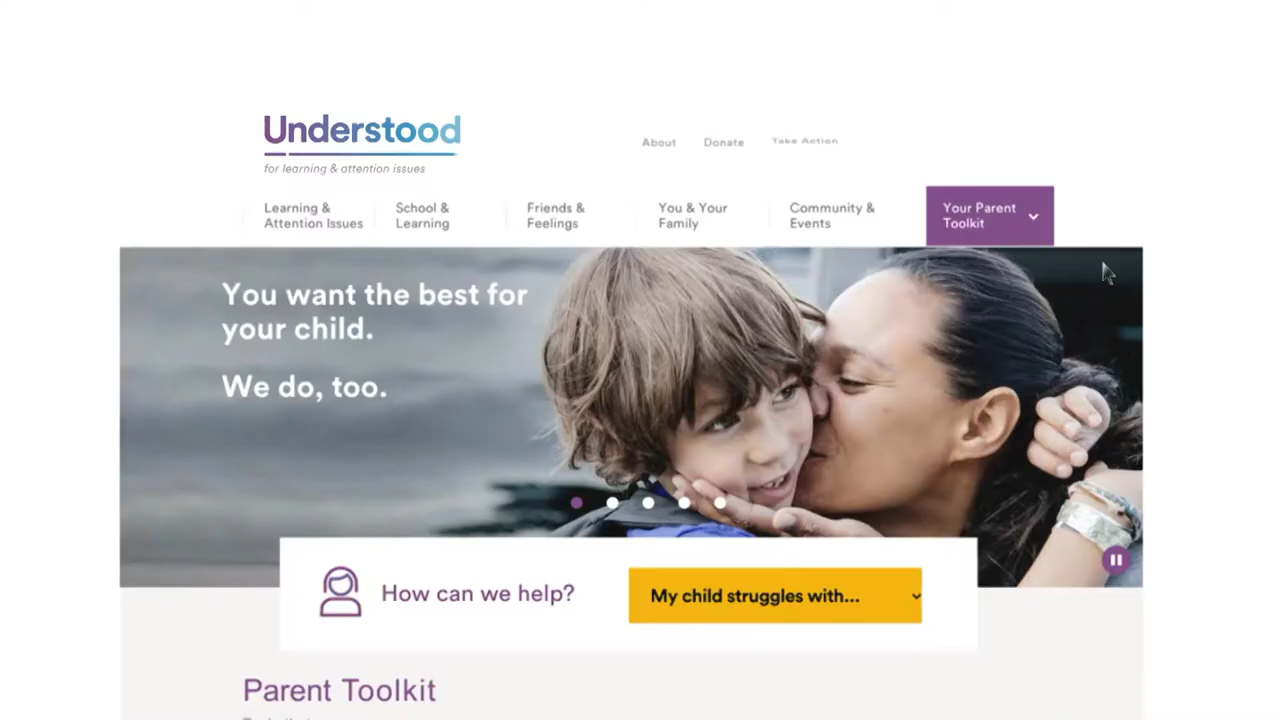 Understood
for learning & attention issues
About Donate Take Action
Learning &
Attention Issues
School &
Learning
Friends &
Feelings
You & Your
Family
Community &
Events
Your Parent
Toolkit
You want the best for
your child.
We do, too.
How can we help?
My child struggles with...
Parent Toolkit